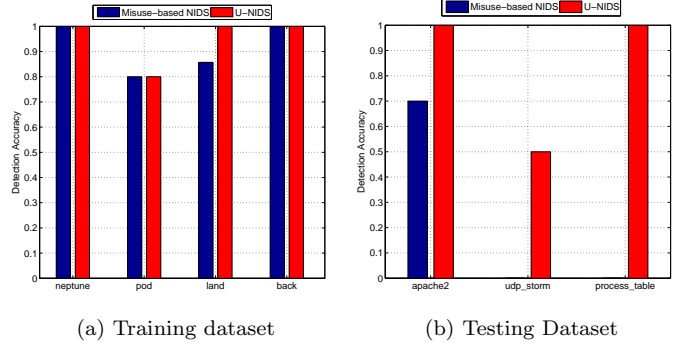 Misuse-based NIDS U-NIDS
Detection Accuracy
1
0.9
0.8
0.7
0.6
0.5
0.4
0.3
0.2
0.1
0
neptune pod land back
(a) Training dataset
Misuse-based NIDS U-NIDS
Detection Accuracy
1
0.9
0.8
0.7
0.6
0.5
0.4
0.3
0.2
0.1
0
apache2 udp_storm process_table
(b) Testing Dataset